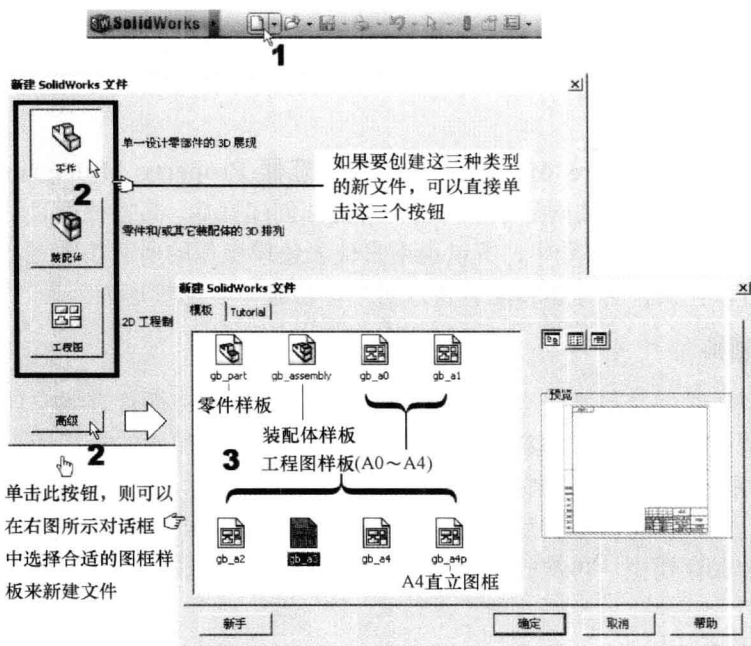 SolidWorks
1
新建 SolidWorks 文件
零件
单一设计零部件的 3D 展现
2
如果要创建这三种类型
的新文件，可以直接单
击这三个按钮
装配体
零件和/或其它装配体的 3D 排列
工程图
2D 工程制
高级
2
单击此按钮，则可以
在右图所示对话框
中选择合适的图框样
板来新建文件
新建 SolidWorks 文件
模板
Tutorial
gb_part
gb_assembly
gb_a0
gb_a1
零件样板
装配体样板
3
工程图样板(A0～A4)
gb_a2
gb_a3
gb_a4
gb_a4p
A4直立图框
预览
新手
确定
取消
帮助